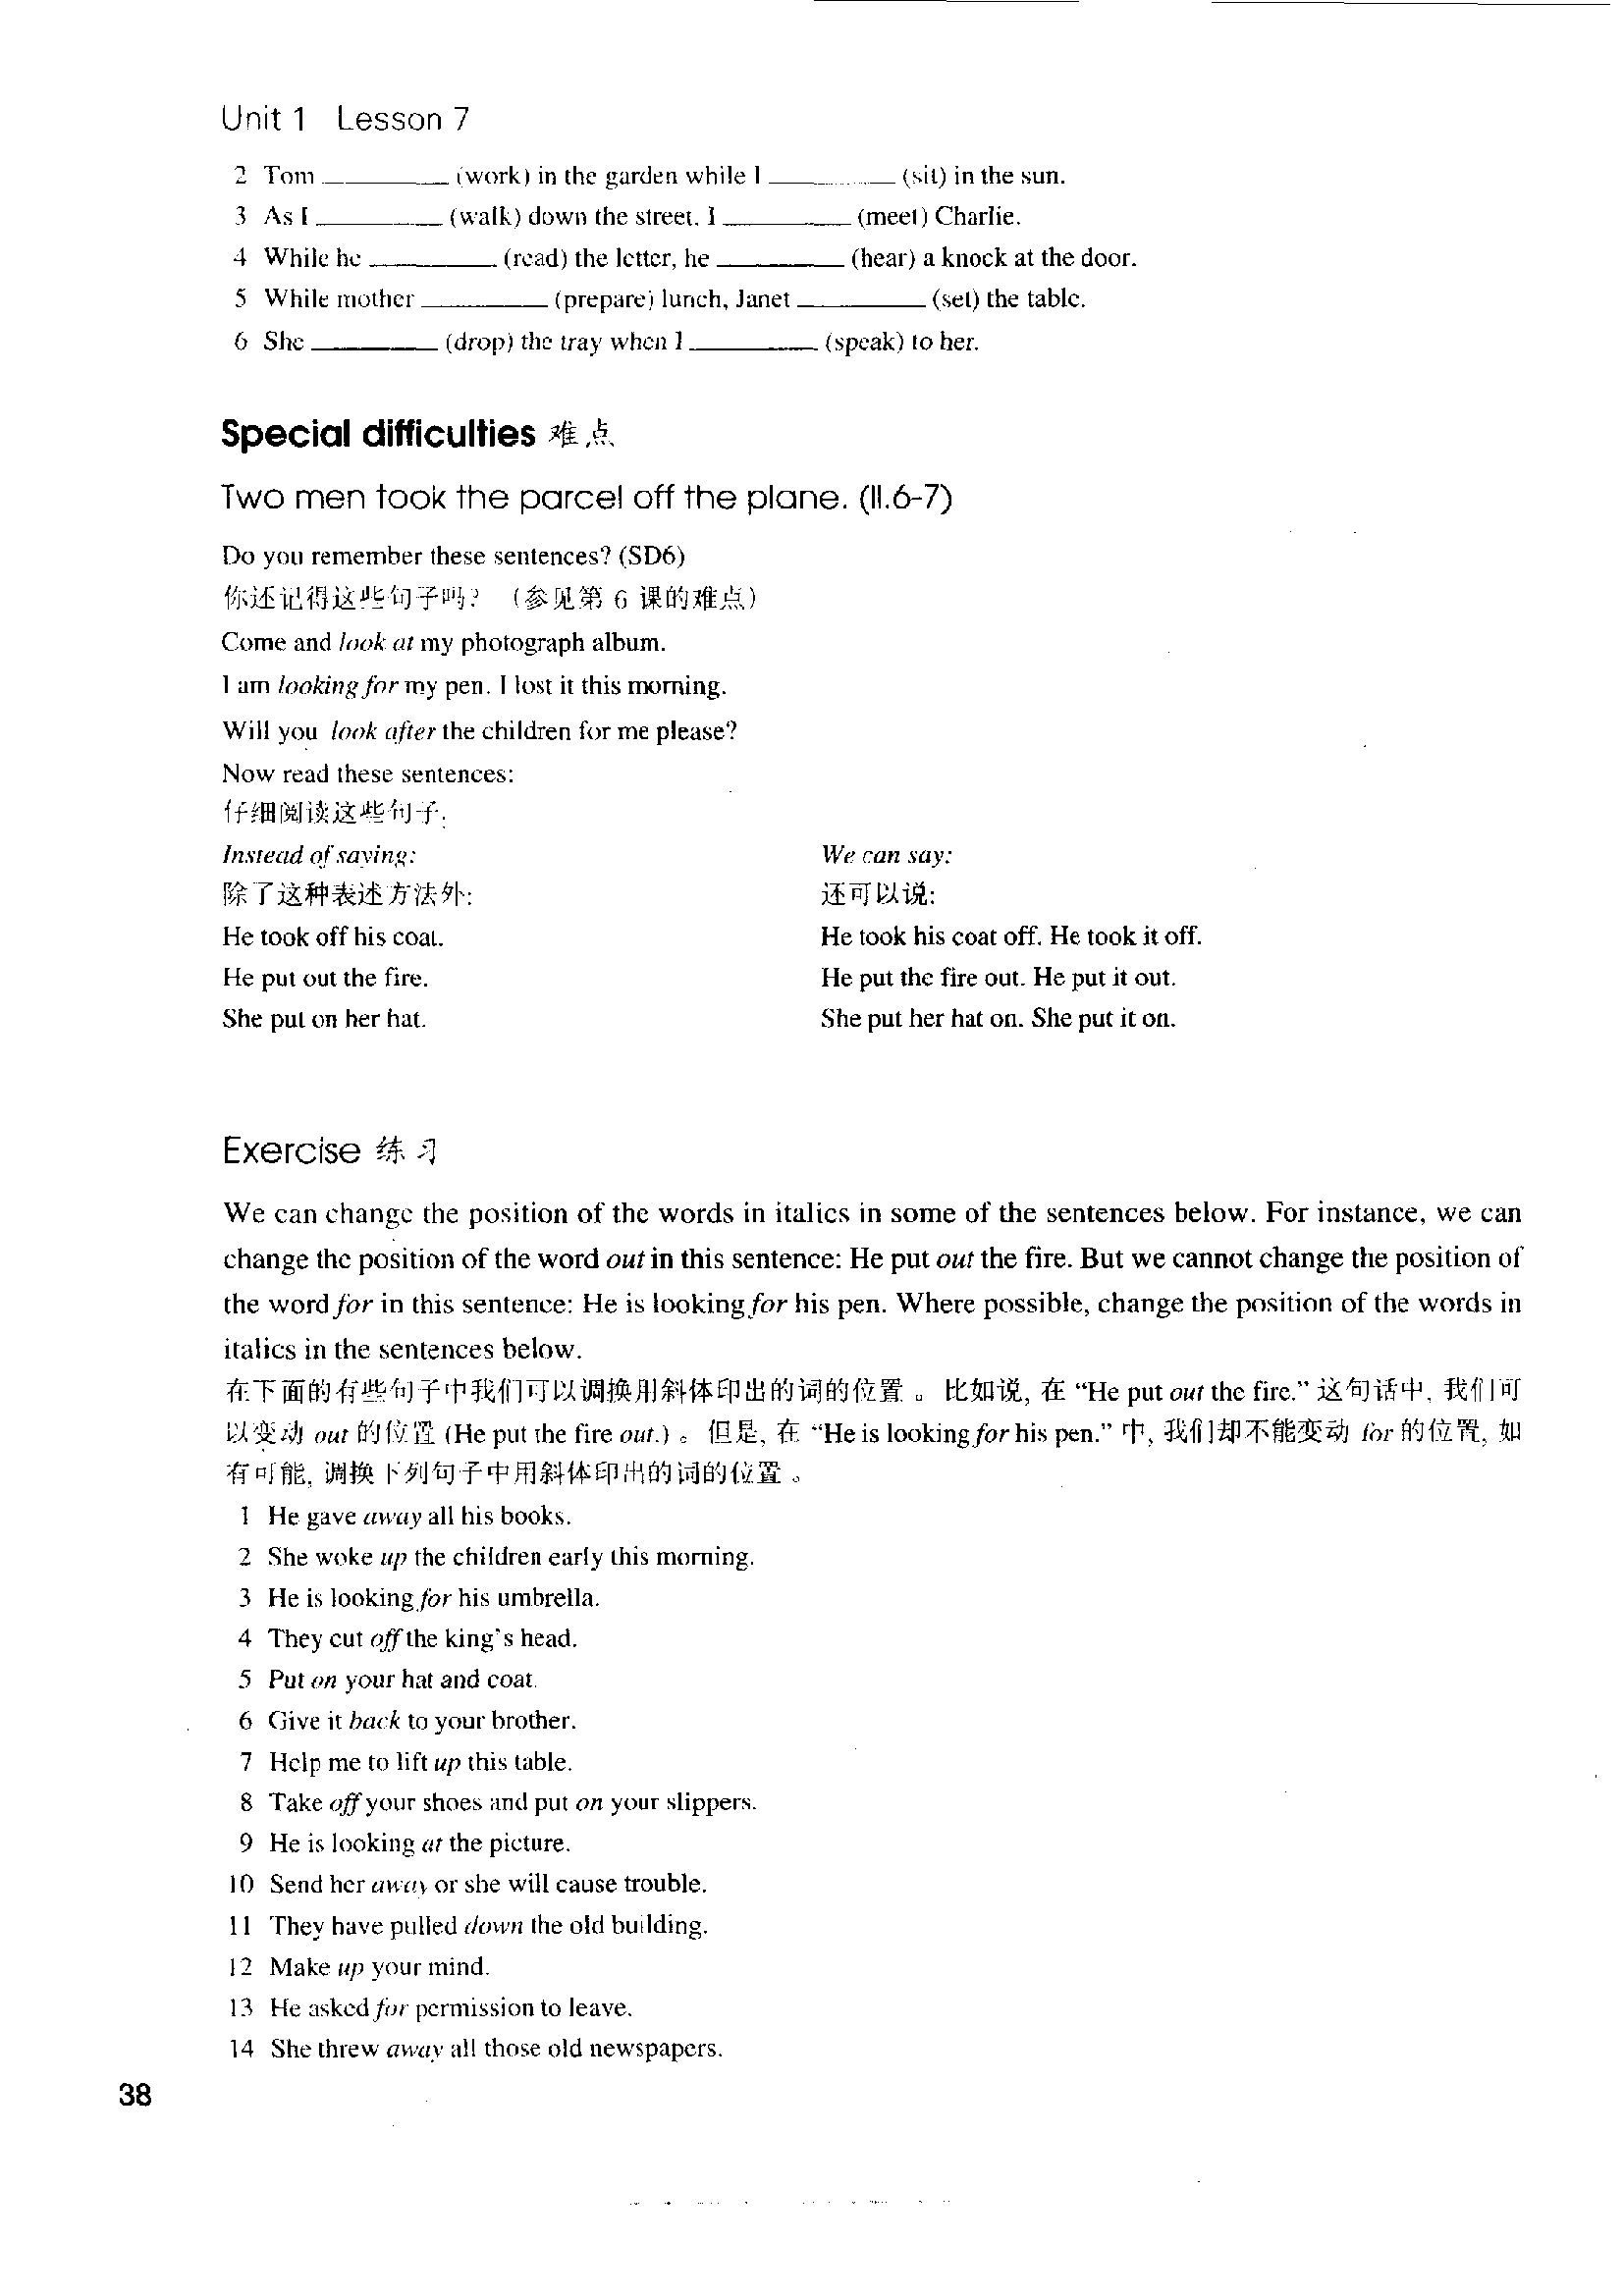 Unit 1 Lesson 7
2 Tom ________ (work) in the garden while I ________ (sit) in the sun.
3 As I ________ (walk) down the street, I ________ (meet) Charlie.
4 While he ________ (read) the letter, he ________ (hear) a knock at the door.
5 While mother ________ (prepare) lunch, Janet ________ (set) the table.
6 She ________ (drop) the tray when I ________ (speak) to her.
Special difficulties 难点
Two men took the parcel off the plane. (ll.6-7)
Do you remember these sentences? (SD6)
你还记得这些句子吗? (参见第 6 课的难点)
Come and look at my photograph album.
I am looking for my pen. I lost it this morning.
Will you look after the children for me please?
Now read these sentences:
仔细阅读这些句子:
Instead of saying: We can say:
除了这种表述方法外: 还可以说:
He took off his coat. He took his coat off. He took it off.
He put out the fire. He put the fire out. He put it out.
She put on her hat. She put her hat on. She put it on.
Exercise 练习
We can change the position of the words in italics in some of the sentences below. For instance, we can
change the position of the word out in this sentence: He put out the fire. But we cannot change the position of
the word for in this sentence: He is looking for his pen. Where possible, change the position of the words in
italics in the sentences below.
在下面的有些句子中我们可以调换用斜体印出的词的位置。比如说, 在 “He put out the fire.” 这句话中, 我们可
以变动 out 的位置 (He put the fire out.)。但是, 在 “He is looking for his pen.” 中, 我们却不能变动 for 的位置, 如
有可能, 调换下列句子中用斜体印出的词的位置。
1 He gave away all his books.
2 She woke up the children early this morning.
3 He is looking for his umbrella.
4 They cut off the king's head.
5 Put on your hat and coat.
6 Give it back to your brother.
7 Help me to lift up this table.
8 Take off your shoes and put on your slippers.
9 He is looking at the picture.
10 Send her away or she will cause trouble.
11 They have pulled down the old building.
12 Make up your mind.
13 He asked for permission to leave.
14 She threw away all those old newspapers.
38